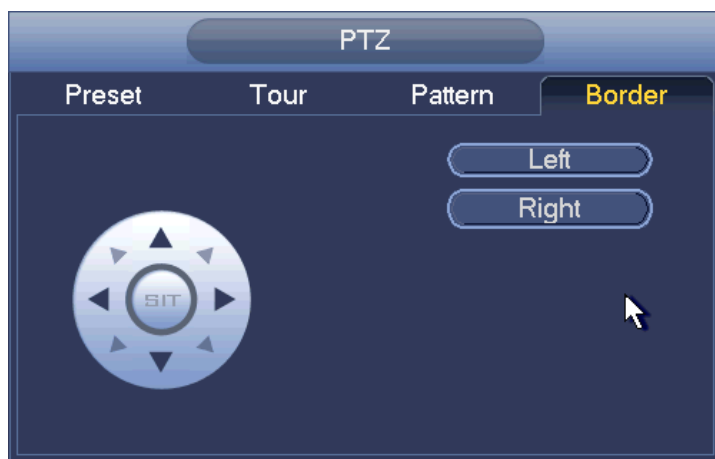 PTZ
Preset Tour Pattern Border
Left
Right
SIT